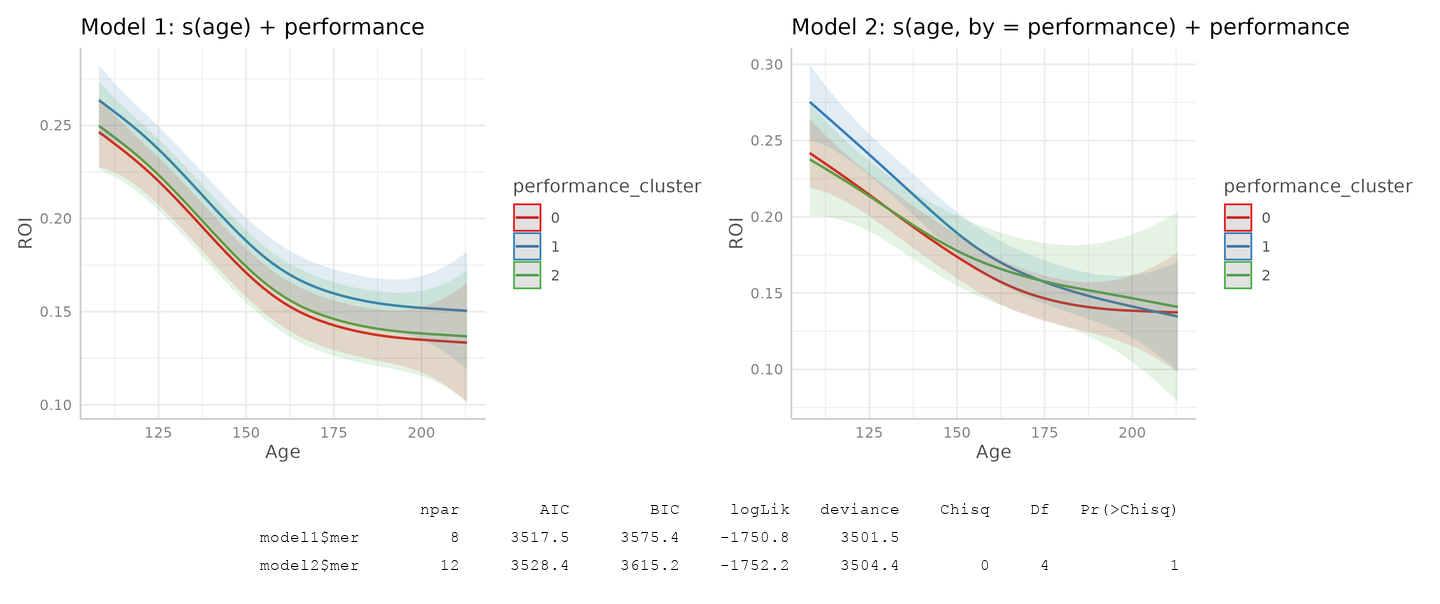 Model 1: s(age) + performance
0.25
0.20
0.15
0.10
ROI
125 150 175 200
Age
performance_cluster
0
1
2
Model 2: s(age, by = performance) + performance
0.30
0.25
0.20
0.15
0.10
ROI
125 150 175 200
Age
performance_cluster
0
1
2
npar AIC BIC logLik deviance Chisq Df Pr(>Chisq)
model1$mer 8 3517.5 3575.4 -1750.8 3501.5
model2$mer 12 3528.4 3615.2 -1752.2 3504.4 0 4 1